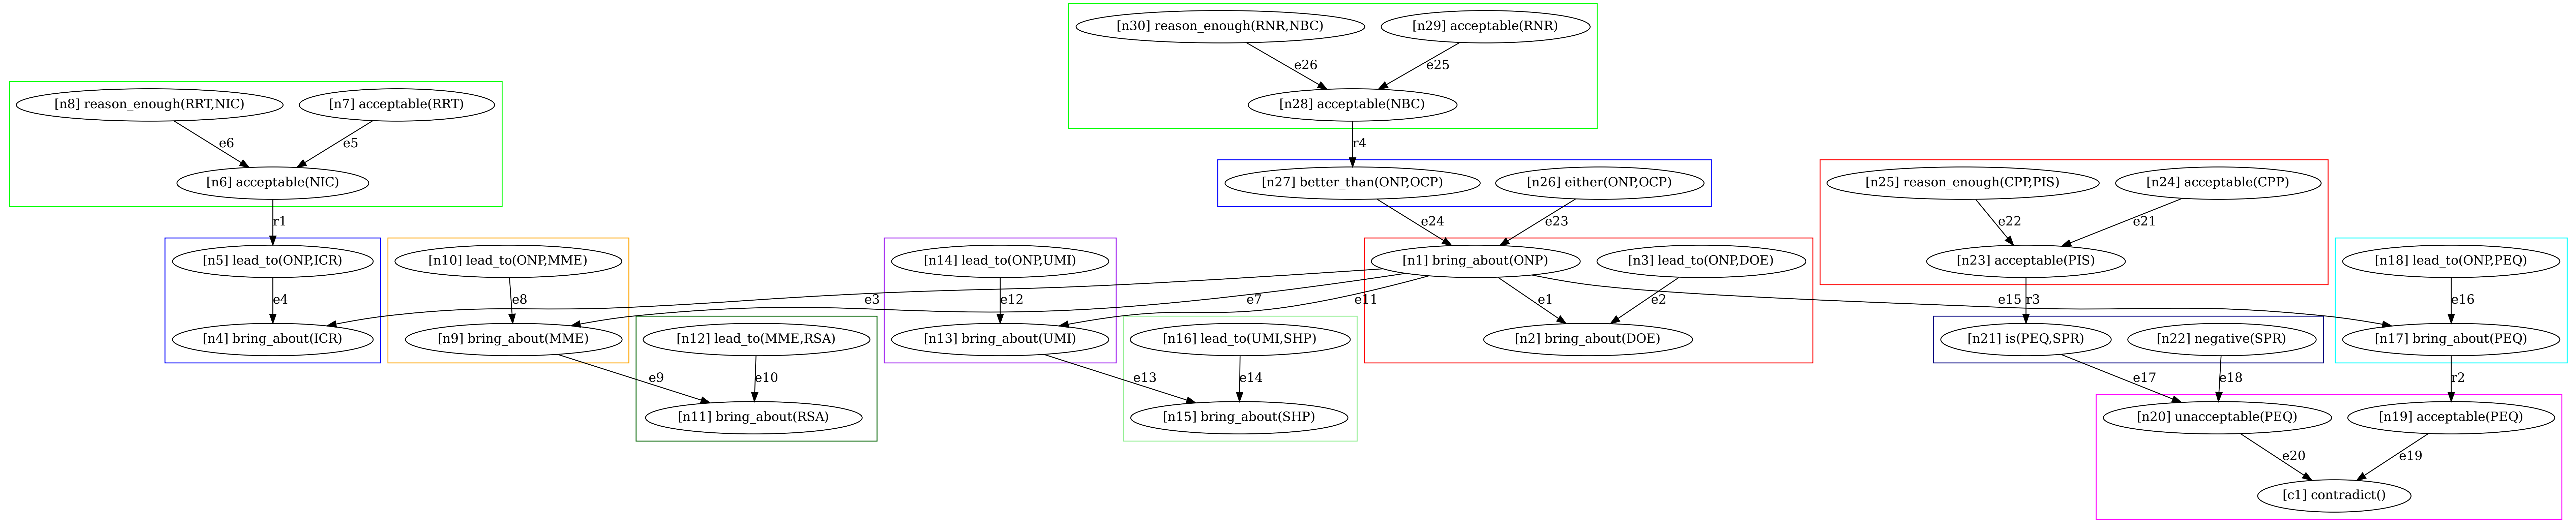 [n30] reason_enough(RNR,NBC)
[n29] acceptable(RNR)
e26
e25
[n8] reason_enough(RRT,NIC)
[n7] acceptable(RRT)
[n28] acceptable(NBC)
e6
e5
r4
[n6] acceptable(NIC)
[n27] better_than(ONP,OCP)
[n26] either(ONP,OCP)
[n25] reason_enough(CPP,PIS)
[n24] acceptable(CPP)
r1
e24
e23
e22
e21
[n5] lead_to(ONP,ICR)
[n10] lead_to(ONP,MME)
[n14] lead_to(ONP,UMI)
[n1] bring_about(ONP)
[n3] lead_to(ONP,DOE)
[n23] acceptable(PIS)
[n18] lead_to(ONP,PEQ)
e4
e8
e3
e12
e7
e11
e1
e2
e15
r3
e16
[n4] bring_about(ICR)
[n9] bring_about(MME)
[n12] lead_to(MME,RSA)
[n13] bring_about(UMI)
[n16] lead_to(UMI,SHP)
[n2] bring_about(DOE)
[n21] is(PEQ,SPR)
[n22] negative(SPR)
[n17] bring_about(PEQ)
e9
e10
e13
e14
e17
e18
r2
[n11] bring_about(RSA)
[n15] bring_about(SHP)
[n20] unacceptable(PEQ)
[n19] acceptable(PEQ)
e20
e19
[c1] contradict()